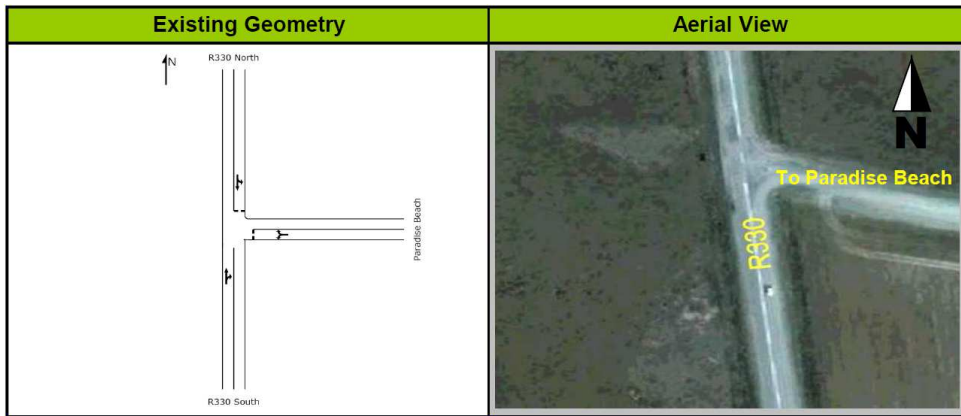 Existing Geometry
Aerial View
N
R330 North
Paradise Beach
R330 South
N
To Paradise Beach
R330